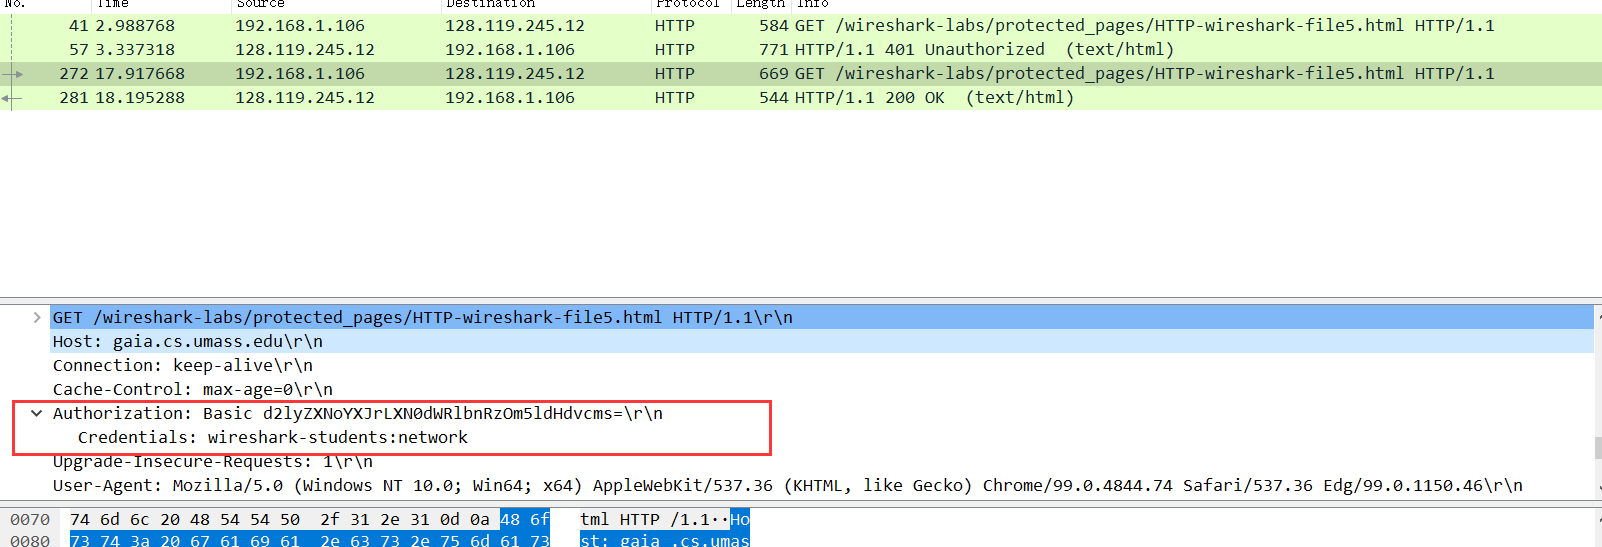 No. Time Source Destination Protocol Length Info
41 2.988768 192.168.1.106 128.119.245.12 HTTP 584 GET /wireshark-labs/protected_pages/HTTP-wireshark-file5.html HTTP/1.1
57 3.337318 128.119.245.12 192.168.1.106 HTTP 771 HTTP/1.1 401 Unauthorized (text/html)
272 17.917668 192.168.1.106 128.119.245.12 HTTP 669 GET /wireshark-labs/protected_pages/HTTP-wireshark-file5.html HTTP/1.1
281 18.195288 128.119.245.12 192.168.1.106 HTTP 544 HTTP/1.1 200 OK (text/html)
GET /wireshark-labs/protected_pages/HTTP-wireshark-file5.html HTTP/1.1\r\n
Host: gaia.cs.umass.edu\r\n
Connection: keep-alive\r\n
Cache-Control: max-age=0\r\n
Authorization: Basic d2lyZXNoYXJrLXN0dWRlbnRzOm5ldHdvcms=\r\n
Credentials: wireshark-students:network
Upgrade-Insecure-Requests: 1\r\n
User-Agent: Mozilla/5.0 (Windows NT 10.0; Win64; x64) AppleWebKit/537.36 (KHTML, like Gecko) Chrome/99.0.4844.74 Safari/537.36 Edg/99.0.1150.46\r\n
0070 74 6d 6c 20 48 54 54 50 2f 31 2e 31 0d 0a 48 6f tml HTTP /1.1··Ho
0080 73 74 3a 20 67 61 69 61 2e 63 73 2e 75 6d 61 73 st: gaia .cs.umas